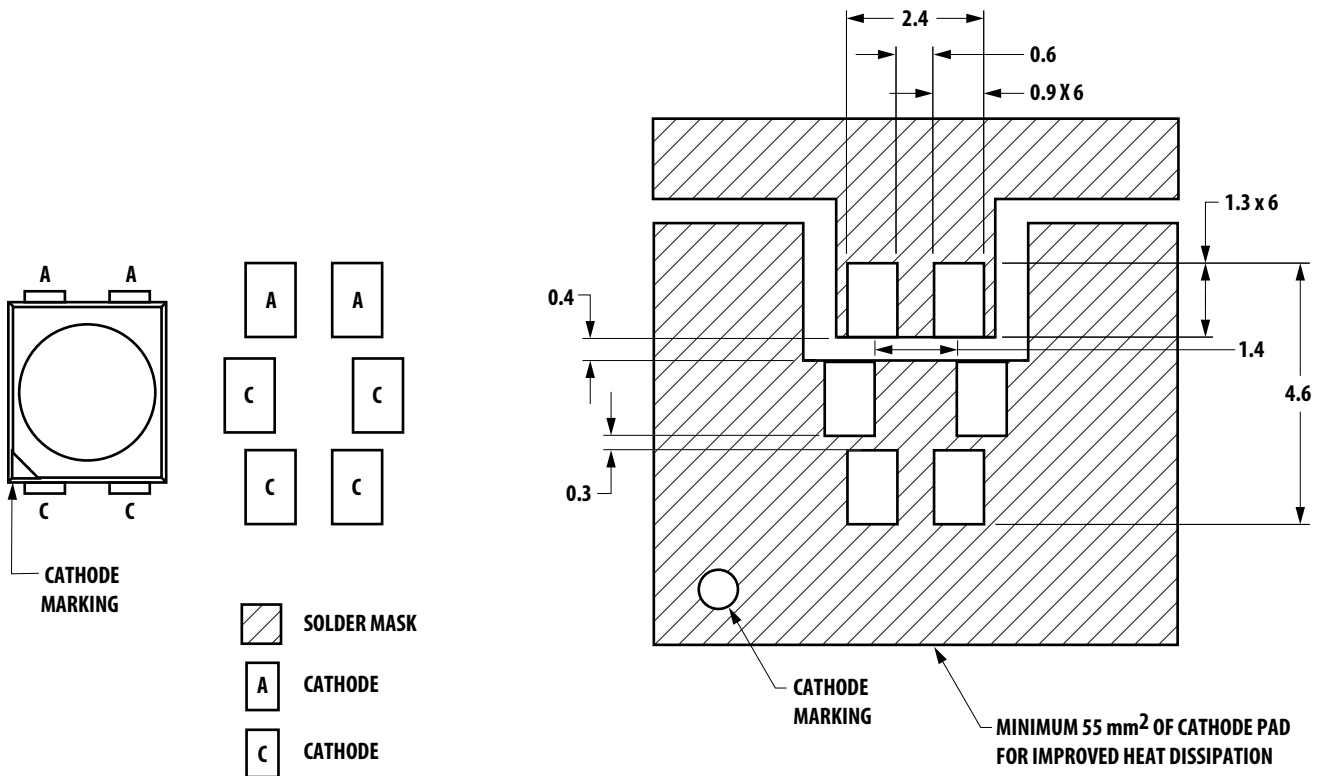 2.4
0.6
0.9 X 6
1.3 x 6
A A
A A
0.4
1.4
C C
4.6
C C
0.3
C C
CATHODE
MARKING
SOLDER MASK
A CATHODE
C CATHODE
CATHODE
MARKING
MINIMUM 55 mm² OF CATHODE PAD
FOR IMPROVED HEAT DISSIPATION